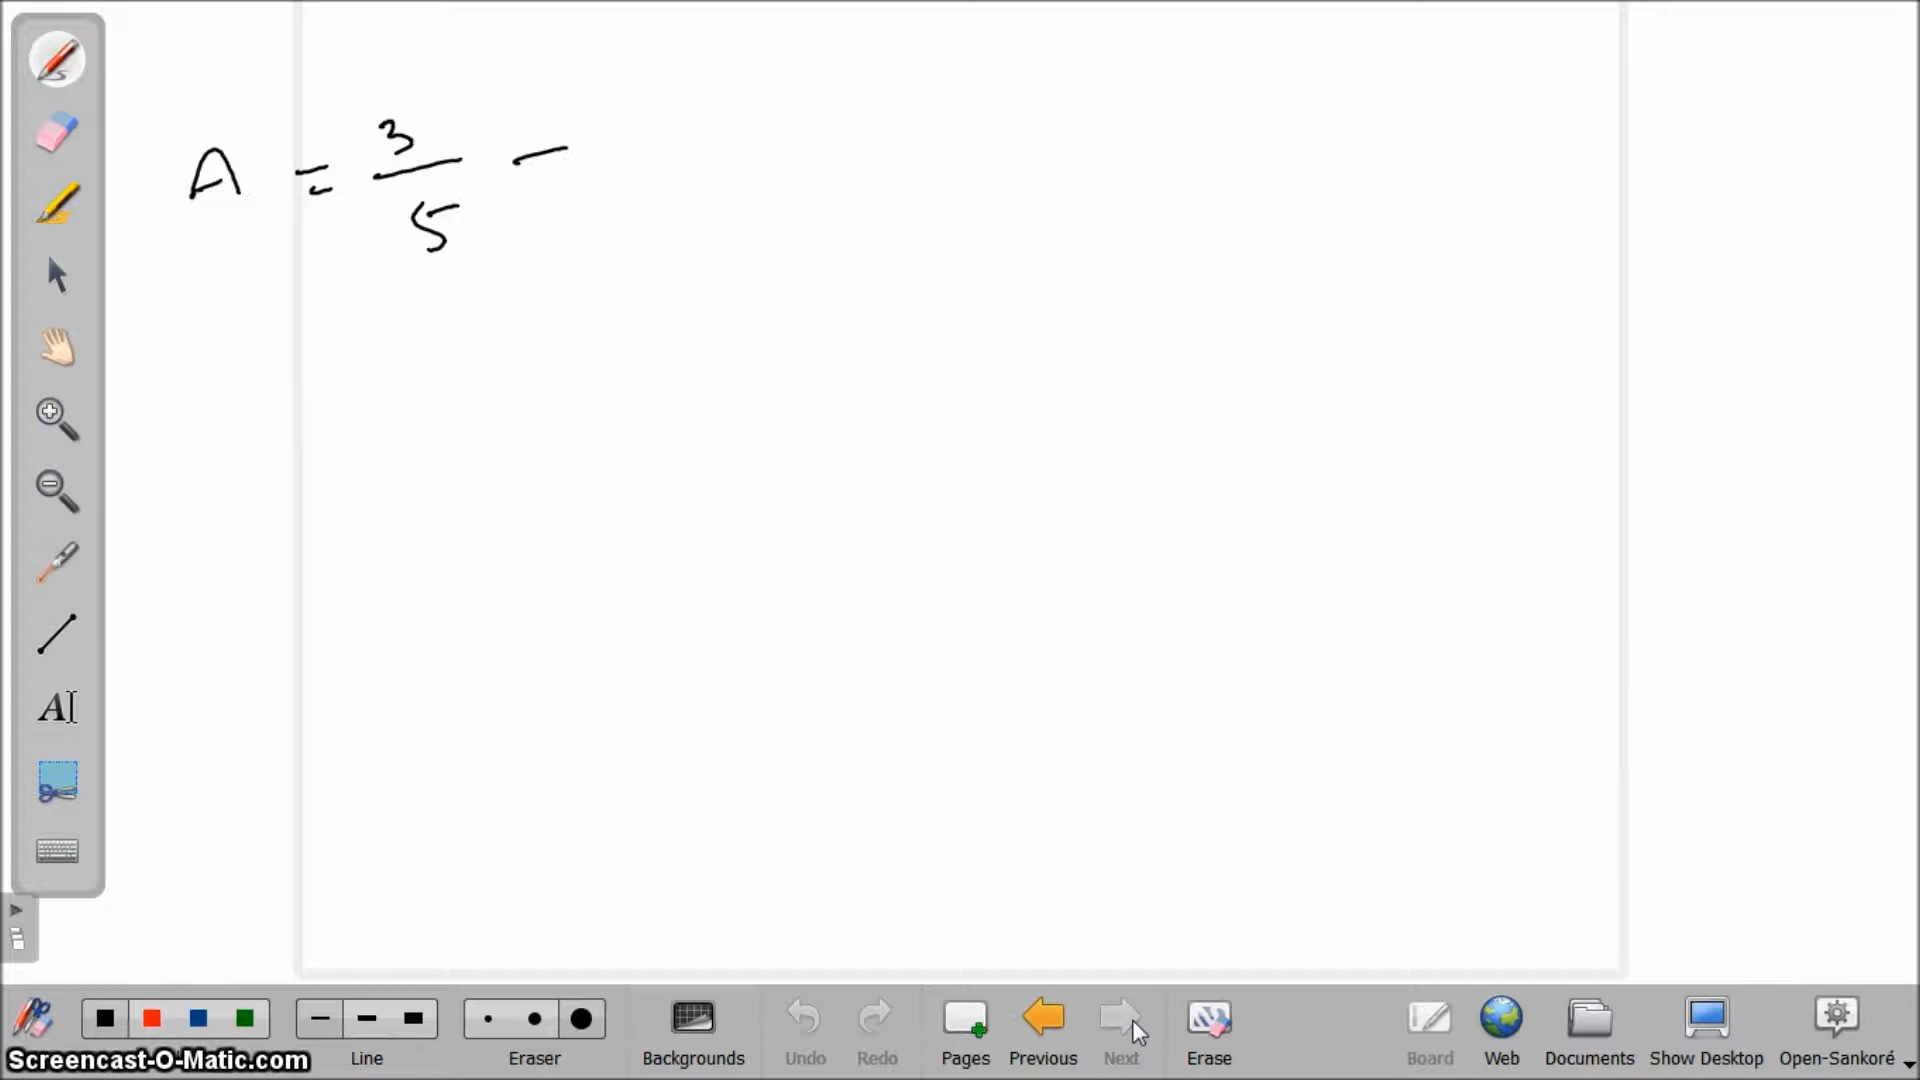 A = 3/5 −
AI
Line
Eraser
Backgrounds
Undo
Redo
Pages
Previous
Next
Erase
Board
Web
Documents
Show Desktop
Open-Sankoré
Screencast-O-Matic.com